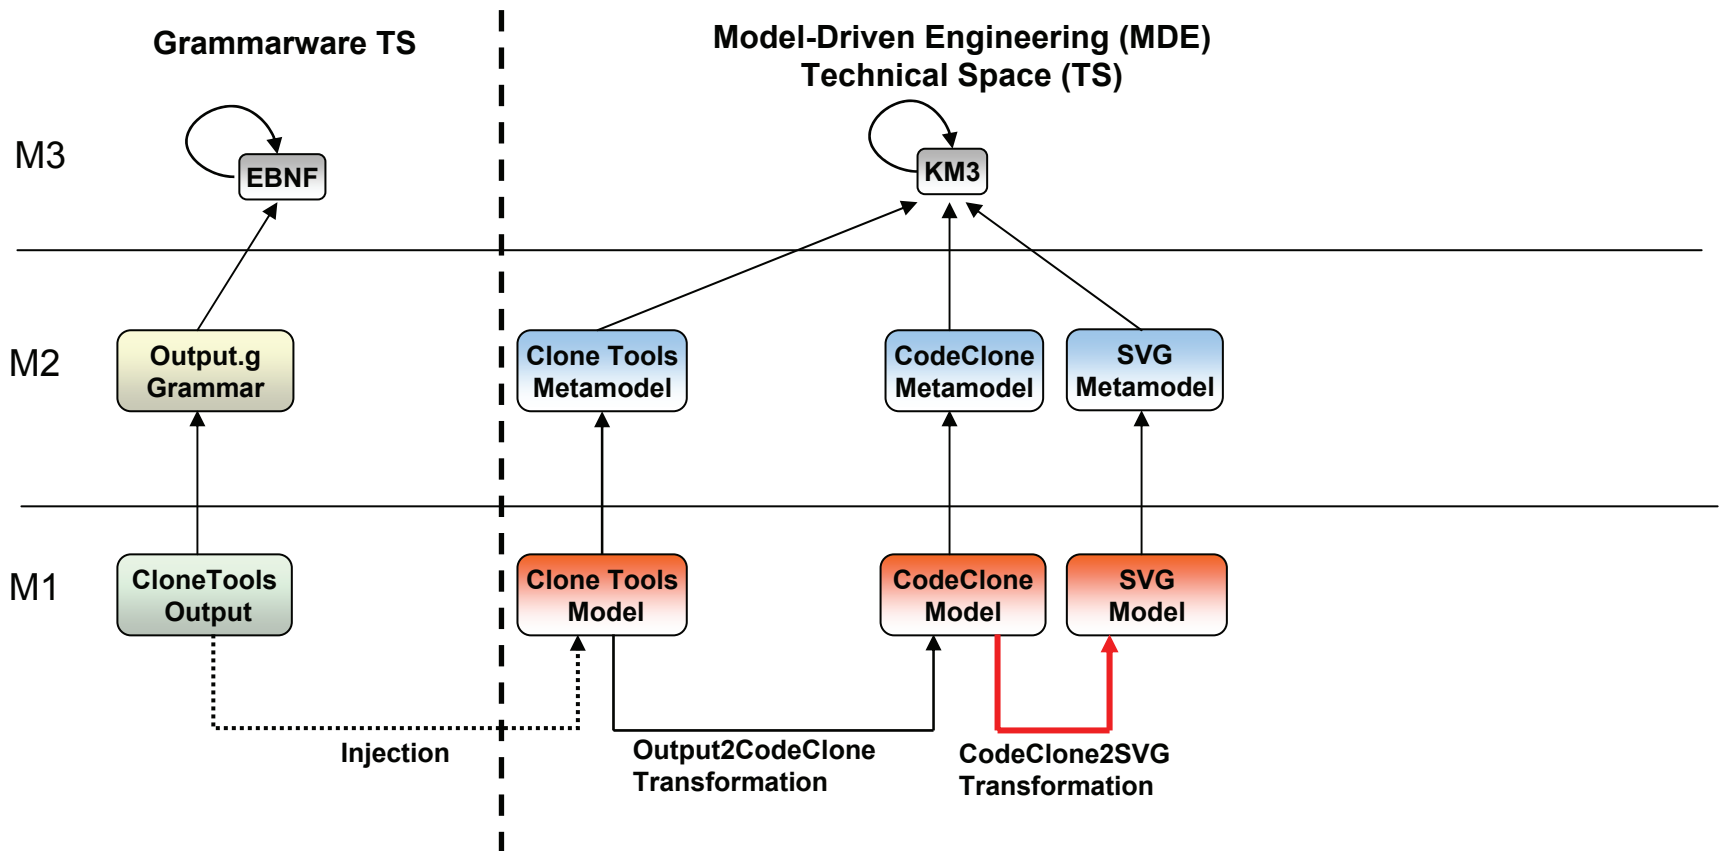 Grammarware TS
Model-Driven Engineering (MDE)
Technical Space (TS)
M3
EBNF
KM3
M2
Output.g
Grammar
Clone Tools
Metamodel
CodeClone
Metamodel
SVG
Metamodel
M1
CloneTools
Output
Clone Tools
Model
CodeClone
Model
SVG
Model
Injection
Output2CodeClone
Transformation
CodeClone2SVG
Transformation